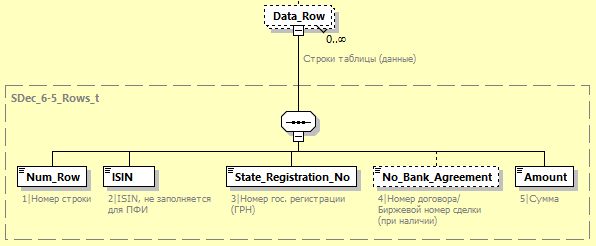 Data_Row
0..∞
Строки таблицы (данные)
SDec_6-5_Rows_t
Num_Row
1|Номер строки
ISIN
2|ISIN, не заполняется
для ПФИ
State_Registration_No
3|Номер гос. регистрации
(ГРН)
No_Bank_Agreement
4|Номер договора/
Биржевой номер сделки
(при наличии)
Amount
5|Сумма